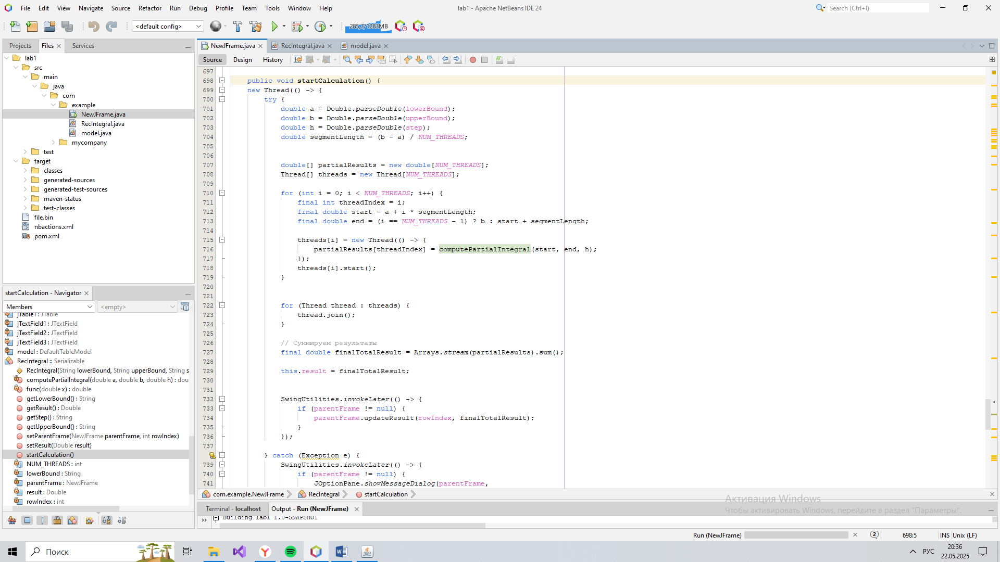 File Edit View Navigate Source Refactor Run Debug Profile Team Tools Window Help
lab1 - Apache NetBeans IDE 24
Search (Ctrl+I)
<default config>
285,7/1283MB
Projects Files Services
lab1
src
main
java
com
example
NewJFrame.java
RecIntegral.java
model.java
mycompany
test
target
classes
generated-sources
generated-test-sources
maven-status
test-classes
file.bin
nbactions.xml
pom.xml
startCalculation - Navigator
Members <empty>
jTable1 : JTable
jTextField1 : JTextField
jTextField2 : JTextField
jTextField3 : JTextField
model : DefaultTableModel
RecIntegral :: Serializable
RecIntegral(String lowerBound, String upperBound, String s
computePartialIntegral(double a, double b, double h) : dou
func(double x) : double
getLowerBound() : String
getResult() : Double
getStep() : String
getUpperBound() : String
setParentFrame(NewJFrame parentFrame, int rowIndex)
setResult(Double result)
startCalculation()
NUM_THREADS : int
lowerBound : String
parentFrame : NewJFrame
result : Double
rowIndex : int
NewJFrame.java RecIntegral.java model.java
Source Design History
697
698 public void startCalculation() {
699 new Thread(() -> {
700 try {
701 double a = Double.parseDouble(lowerBound);
702 double b = Double.parseDouble(upperBound);
703 double h = Double.parseDouble(step);
704 double segmentLength = (b - a) / NUM_THREADS;
705
706
707 double[] partialResults = new double[NUM_THREADS];
708 Thread[] threads = new Thread[NUM_THREADS];
709
710 for (int i = 0; i < NUM_THREADS; i++) {
711 final int threadIndex = i;
712 final double start = a + i * segmentLength;
713 final double end = (i == NUM_THREADS - 1) ? b : start + segmentLength;
714
715 threads[i] = new Thread(() -> {
716 partialResults[threadIndex] = computePartialIntegral(start, end, h);
717 });
718 threads[i].start();
719 }
720
721
722 for (Thread thread : threads) {
723 thread.join();
724 }
725
726 // Суммируем результаты
727 final double finalTotalResult = Arrays.stream(partialResults).sum();
728
729 this.result = finalTotalResult;
730
731
732 SwingUtilities.invokeLater(() -> {
733 if (parentFrame != null) {
734 parentFrame.updateResult(rowIndex, finalTotalResult);
735 }
736 });
737
} catch (Exception e) {
739 SwingUtilities.invokeLater(() -> {
740 if (parentFrame != null) {
741 JOptionPane.showMessageDialog(parentFrame,
com.example.NewJFrame RecIntegral startCalculation
Terminal - localhost Output - Run (NewJFrame)
Building lab1 1.0-SNAPSHOT
Активация Windows
Чтобы активировать Windows, перейдите в раздел "Параметры".
Run (NewJFrame) 2 698:5 INS Unix (LF)
Поиск
РУС
20:36
22.05.2025